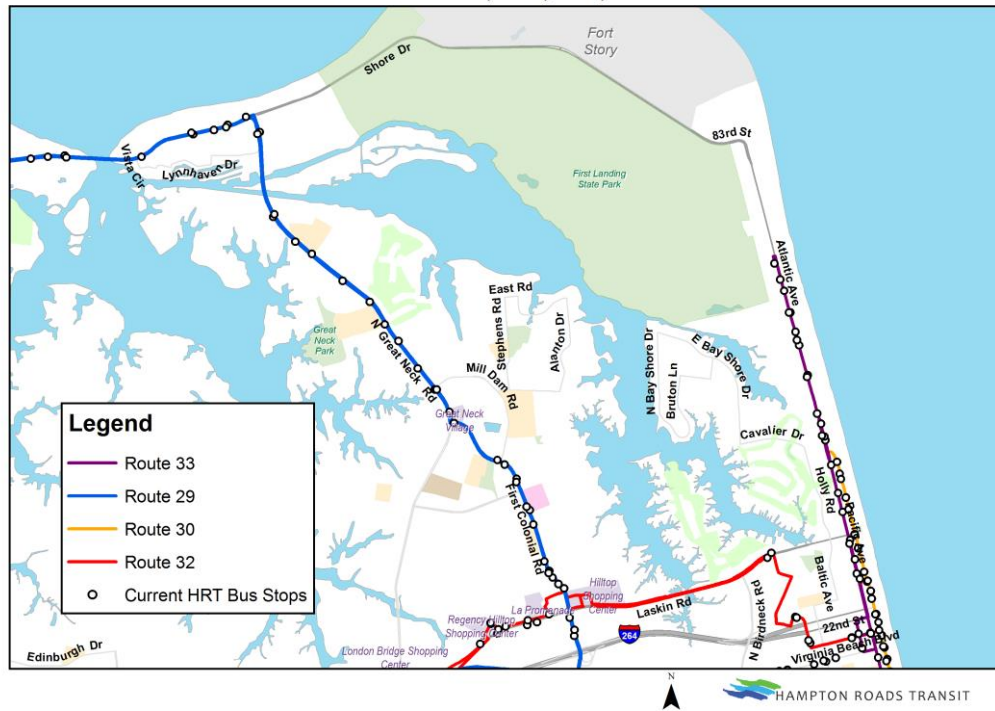 Fort
Story
Shore Dr
83rd St
Vista Cir
Lynnhaven Dr
First Landing
State Park
Atlantic Ave
East Rd
Stephens Rd
Alanton Dr
Great
Neck
Park
N Great Neck Rd
Mill Dam Rd
N Bay Shore Dr
Bruton Ln
E Bay Shore Dr
Great Neck
Village
Cavalier Dr
Holly Rd
Pacific Ave
First Colonial Rd
Baltic Ave
Hilltop
Shopping
Center
La Promenade
Laskin Rd
N Birdneck Rd
Regency Hilltop
Shopping Center
22nd St
264
Virginia Beach Blvd
London Bridge Shopping
Center
Edinburgh Dr
Legend
Route 33
Route 29
Route 30
Route 32
Current HRT Bus Stops
N
HAMPTON ROADS TRANSIT